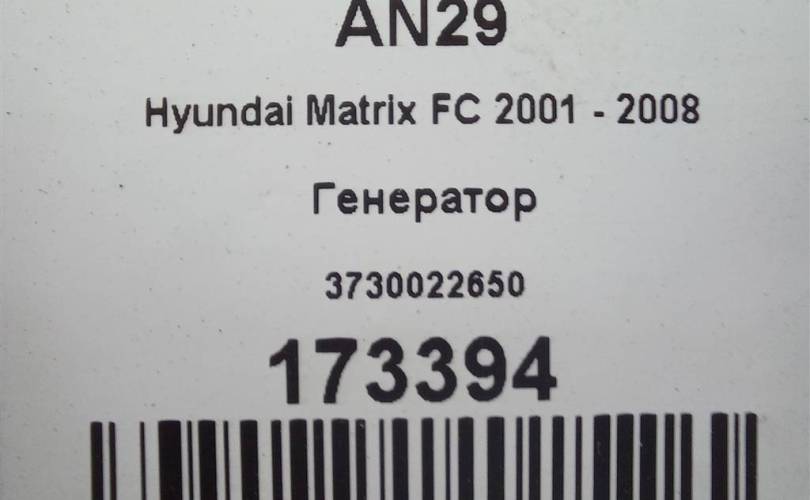 AN29
Hyundai Matrix FC 2001 - 2008
Генератор
3730022650
173394